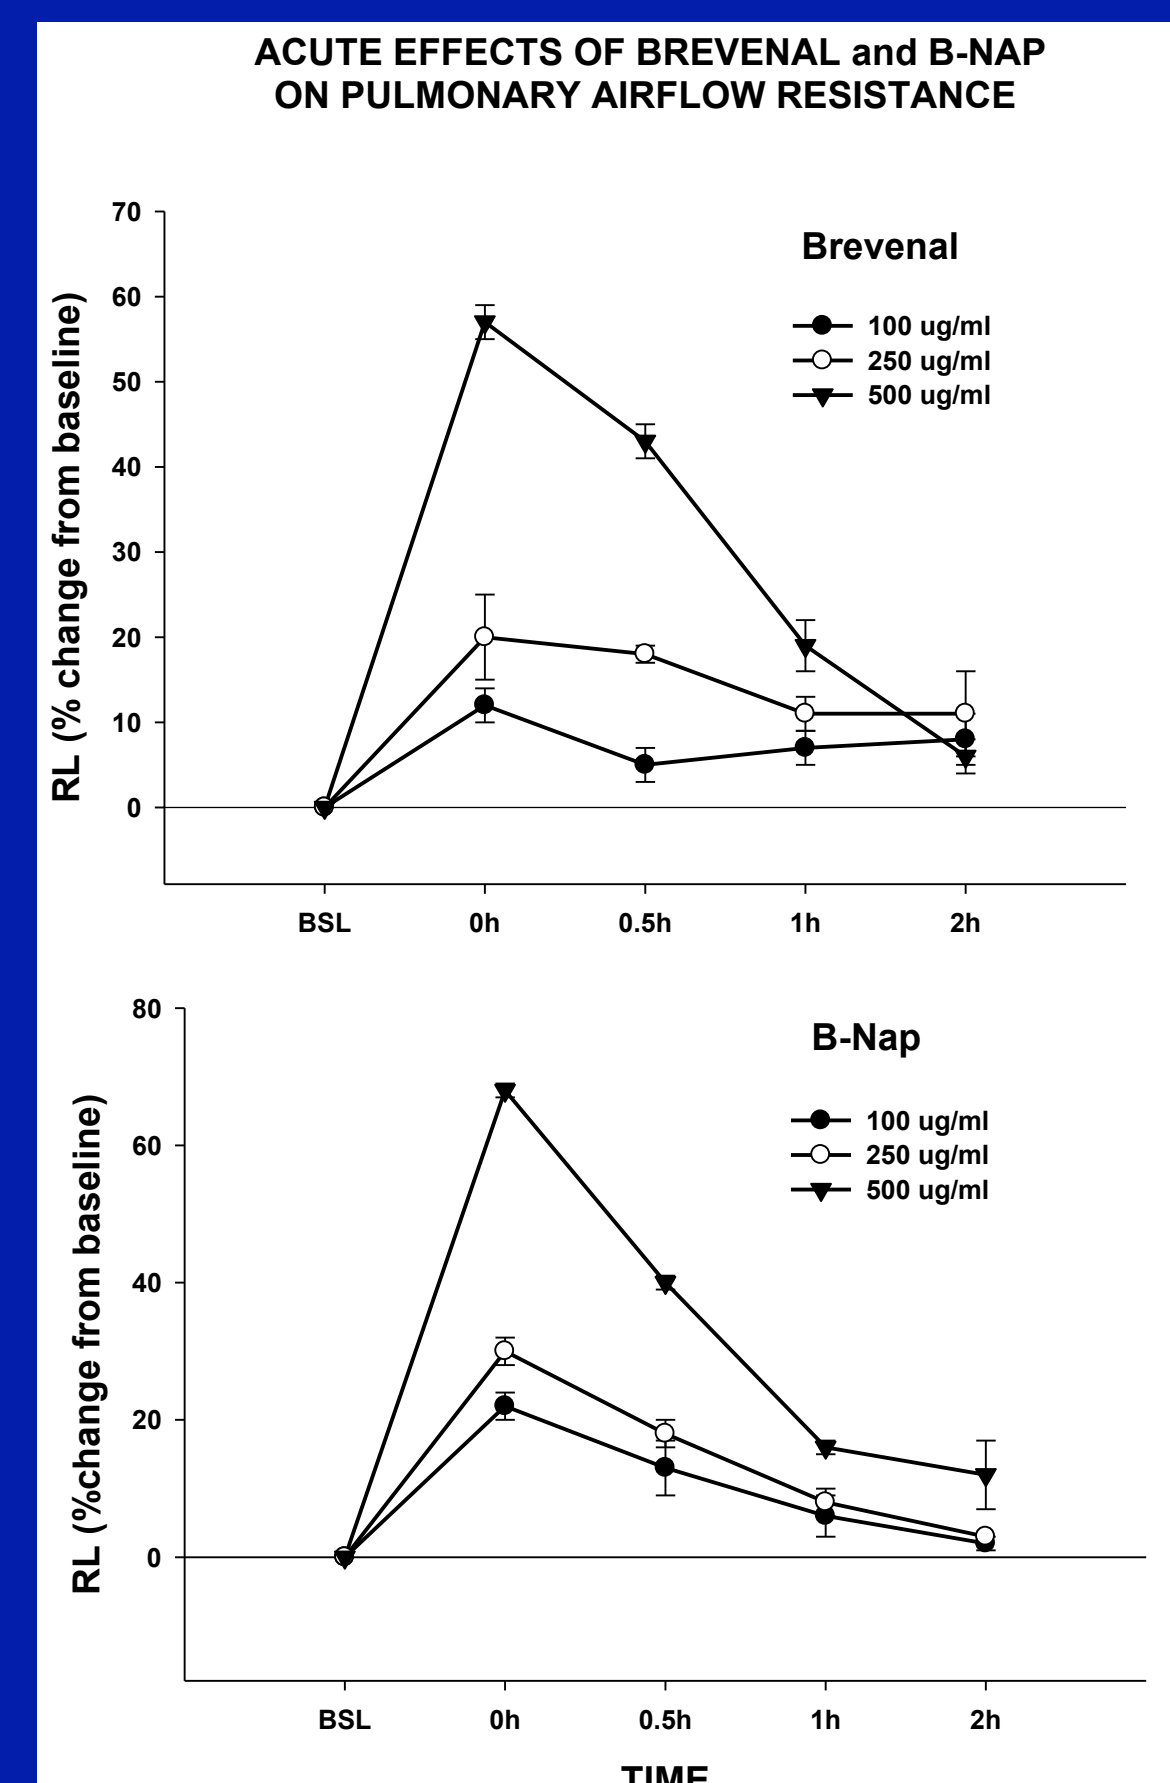 ACUTE EFFECTS OF BREVENAL and B-NAP
ON PULMONARY AIRFLOW RESISTANCE
RL (% change from baseline)
70
60
50
40
30
20
10
0
Brevenal
100 ug/ml
250 ug/ml
500 ug/ml
BSL 0h 0.5h 1h 2h
RL (%change from baseline)
80
60
40
20
0
B-Nap
100 ug/ml
250 ug/ml
500 ug/ml
BSL 0h 0.5h 1h 2h
TIME